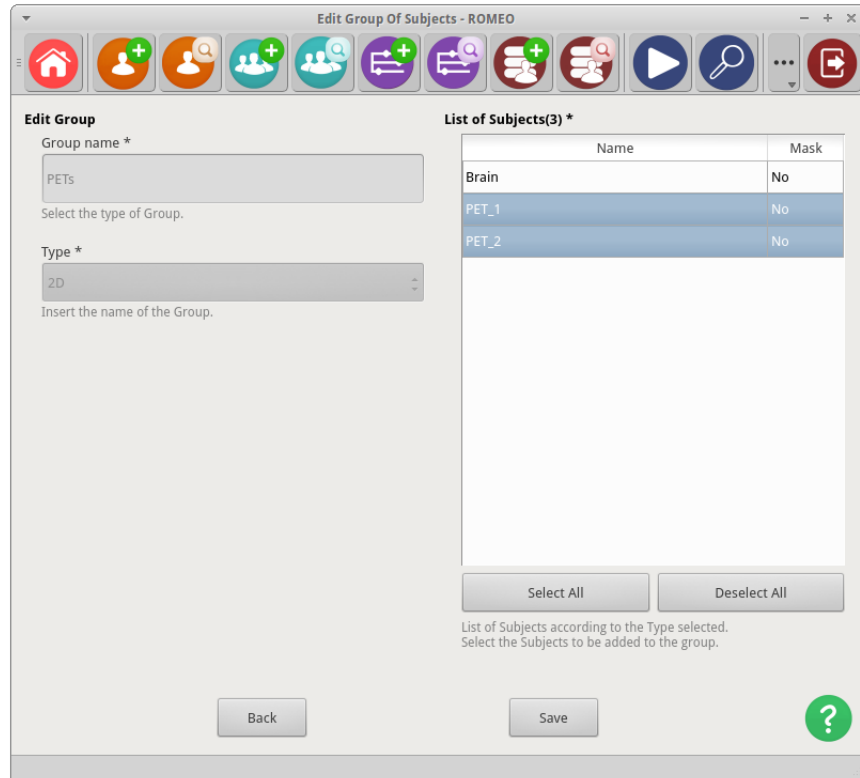 Edit Group Of Subjects - ROMEO
Edit Group
Group name *
PETs
Select the type of Group.
Type *
2D
Insert the name of the Group.
List of Subjects(3) *
Name Mask
Brain No
PET_1 No
PET_2 No
Select All Deselect All
List of Subjects according to the Type selected.
Select the Subjects to be added to the group.
Back Save